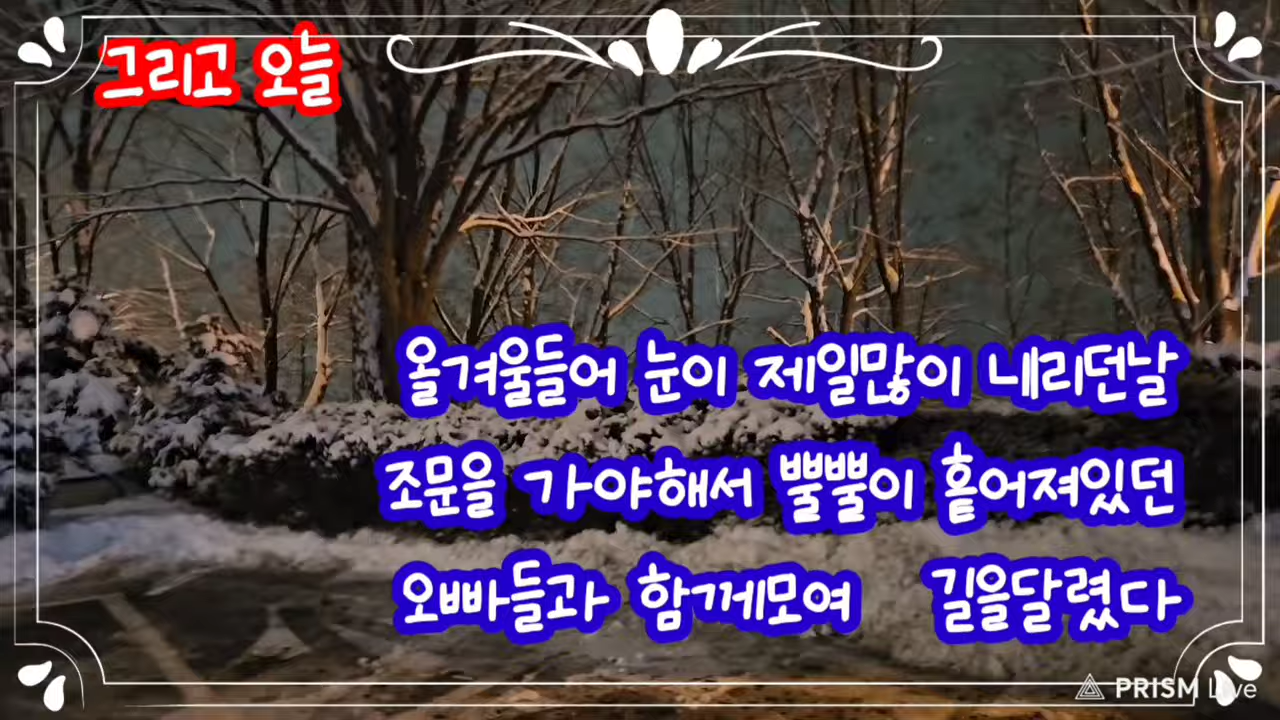 그리고 오늘
올겨울들어 눈이 제일많이 내리던날
조문을 가야해서 뿔뿔이 홑어져있던
오빠들과 함께모여 길을달렸다
PRISM Live